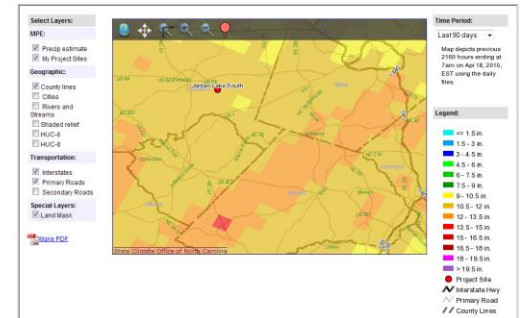 Select Layers:
MPE:
Precip estimate
My Project Sites
Geographic:
County lines
Cities
Rivers and
Streams
Shaded relief
HUC-6
HUC-8
Transportation:
Interstates
Primary Roads
Secondary Roads
Special Layers:
Land Mask
Make PDF
Jordan Lake South
State Climate Office of North Carolina
Time Period:
Last 90 days
Map depicts previous
2160 hours ending at
7am on Apr 18, 2019,
EST using the daily
files.
Legend:
<= 1.5 in.
1.5 - 3 in.
3 - 4.5 in.
4.5 - 6 in.
6 - 7.5 in.
7.5 - 9 in.
9 - 10.5 in.
10.5 - 12 in.
12 - 13.5 in.
13.5 - 15 in.
15 - 16.5 in.
16.5 - 18 in.
18 - 19.5 in.
> 19.5 in.
Project Site
Interstate Hwy
Primary Road
County Lines